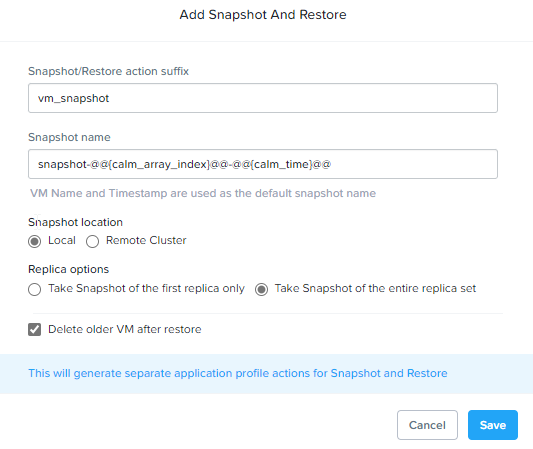 Add Snapshot And Restore
Snapshot/Restore action suffix
vm_snapshot
Snapshot name
snapshot-@@{calm_array_index}@@-@@{calm_time}@@
VM Name and Timestamp are used as the default snapshot name
Snapshot location
Local Remote Cluster
Replica options
Take Snapshot of the first replica only Take Snapshot of the entire replica set
Delete older VM after restore
This will generate separate application profile actions for Snapshot and Restore
Cancel Save